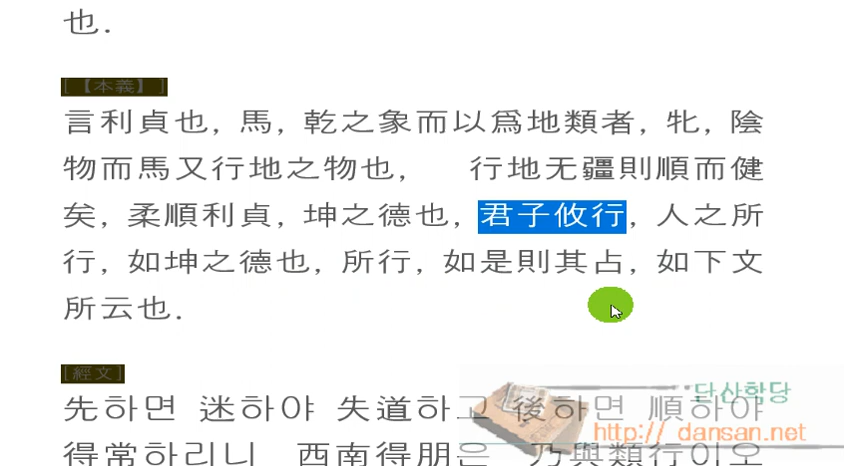 也.
[【本義】]
言利貞也, 馬, 乾之象而以爲地類者, 牝, 陰
物而馬又行地之物也, 行地无疆則順而健
矣, 柔順利貞, 坤之德也, 君子攸行, 人之所
行, 如坤之德也, 所行, 如是則其占, 如下文
所云也.
[經文]
先하면 迷하야 失道하고 後하면 順하야
得常하리니 西南得朋은 乃與類行이오
단산학당
http://dansan.net